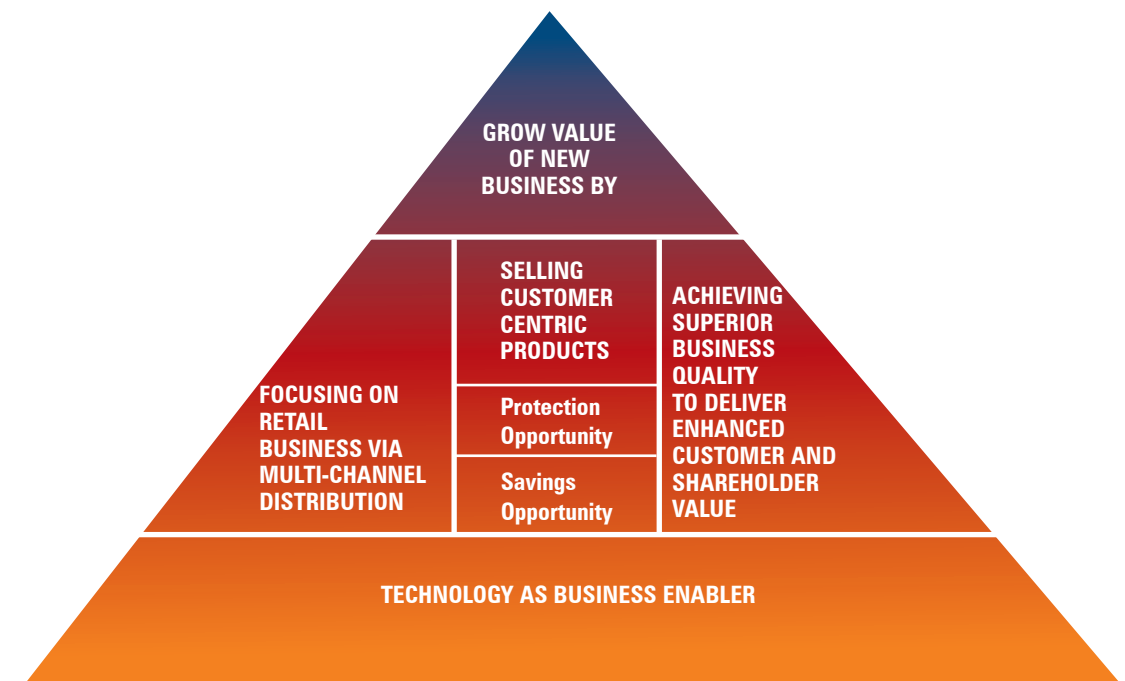 GROW VALUE
OF NEW
BUSINESS BY
FOCUSING ON
RETAIL
BUSINESS VIA
MULTI-CHANNEL
DISTRIBUTION
SELLING
CUSTOMER
CENTRIC
PRODUCTS
Protection
Opportunity
Savings
Opportunity
ACHIEVING
SUPERIOR
BUSINESS
QUALITY
TO DELIVER
ENHANCED
CUSTOMER AND
SHAREHOLDER
VALUE
TECHNOLOGY AS BUSINESS ENABLER